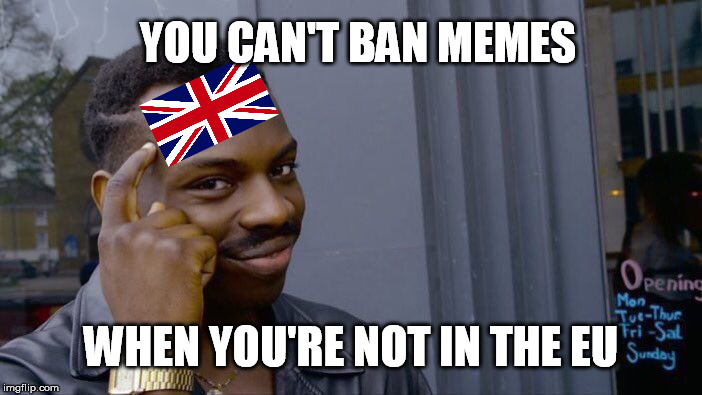 YOU CAN'T BAN MEMES
WHEN YOU'RE NOT IN THE EU
Opening
Mon
Tue-Thur
Fri-Sat
Sunday
imgflip.com